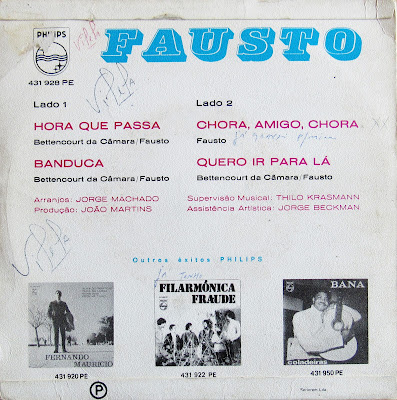 PHILIPS
FAUSTO
431 928 PE
Lado 1
HORA QUE PASSA
Bettencourt da Câmara/Fausto
BANDUCA
Bettencourt da Câmara/Fausto
Lado 2
CHORA, AMIGO, CHORA
Fausto
QUERO IR PARA LÁ
Bettencourt da Câmara/Fausto
Arranjos: JORGE MACHADO
Produção: JOÃO MARTINS
Supervisão Musical: THILO KRASMANN
Assistência Artística: JORGE BECKMAN
Outros êxitos PHILIPS
FERNANDO
MAURÍCIO
431 920 PE
FILARMÓNICA
FRAUDE
431 922 PE
BANA
coladeiras
431 950 PE
P